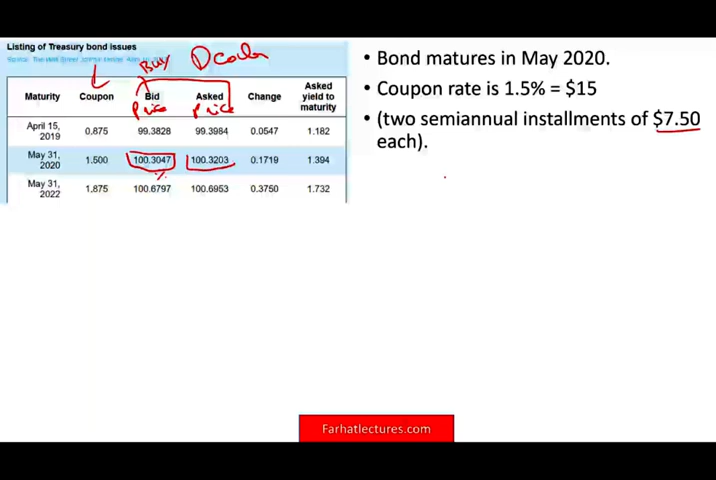 Listing of Treasury bond issues
Buy Dealer
Maturity Coupon Bid Asked Change Asked yield to maturity
Price Price
April 15, 2019 0.875 99.3828 99.3984 0.0547 1.182
May 31, 2020 1.500 100.3047 100.3203 0.1719 1.394
%
May 31, 2022 1.875 100.6797 100.6953 0.3750 1.732
• Bond matures in May 2020.
• Coupon rate is 1.5% = $15
• (two semiannual installments of $7.50
each).
Farhatlectures.com